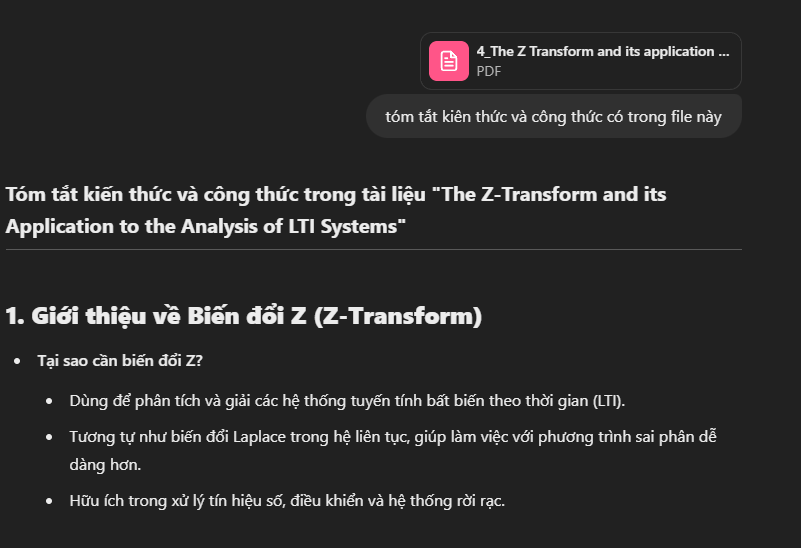 4_The Z Transform and its application ...
PDF
tóm tắt kiên thức và công thức có trong file này
Tóm tắt kiến thức và công thức trong tài liệu "The Z-Transform and its
Application to the Analysis of LTI Systems"
1. Giới thiệu về Biến đổi Z (Z-Transform)
• Tại sao cần biến đổi Z?
• Dùng để phân tích và giải các hệ thống tuyến tính bất biến theo thời gian (LTI).
• Tương tự như biến đổi Laplace trong hệ liên tục, giúp làm việc với phương trình sai phân dễ
dàng hơn.
• Hữu ích trong xử lý tín hiệu số, điều khiển và hệ thống rời rạc.